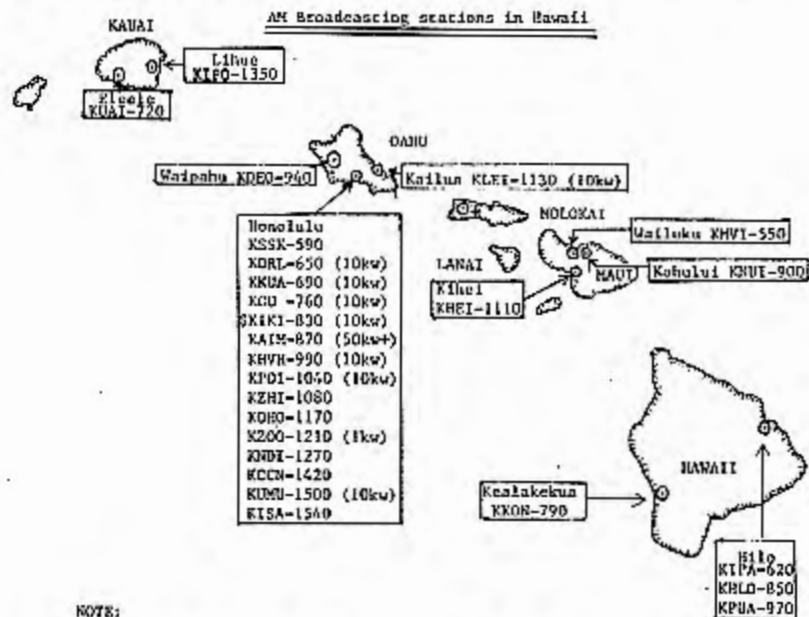 AM Broadcasting stations in Hawaii
KAUAI
Lihue
KIPO-1350
Eleele
KUAI-720
OAHU
Waipahu KDEO-940
Kailua KLEI-1130 (10kw)
Honolulu
KSSK-590
KORL-650 (10kw)
KKUA-690 (10kw)
KGU -760 (10kw)
KIKI-830 (10kw)
KAIM-870 (50kw+)
KHVH-990 (10kw)
KPOI-1040 (10kw)
KZHI-1080
KOHO-1170
KZOO-1210 (1kw)
KNDI-1270
KCCN-1420
KUMU-1500 (10kw)
KISA-1540
MOLOKAI
Wailuku KMVI-550
LANAI
MAUI
Kahului KNUI-900
Kihei
KHEI-1110
HAWAII
Kealakekua
KKON-790
Hilo
KIPA-620
KHLO-850
KPUA-970
NOTE: